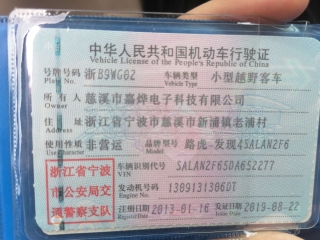 中华人民共和国机动车行驶证
Vehicle License of the People's Republic of China
号牌号码 浙B9WG02 车辆类型 小型越野客车
Plate No. Vehicle Type
所有人 慈溪市嘉烨电子科技有限公司
Owner
住址 浙江省宁波市慈溪市新浦镇老浦村
Address
使用性质 非营运 品牌型号 路虎-发现4SALAN2F6
Use Character Model
浙江省宁波市公安局交通警察支队
车辆识别代号 SALAN2F65DA652277
VIN
发动机号码 1309131306DT
Engine No.
注册日期 2013-01-16 发证日期 2019-08-22
Register Date Issue Date